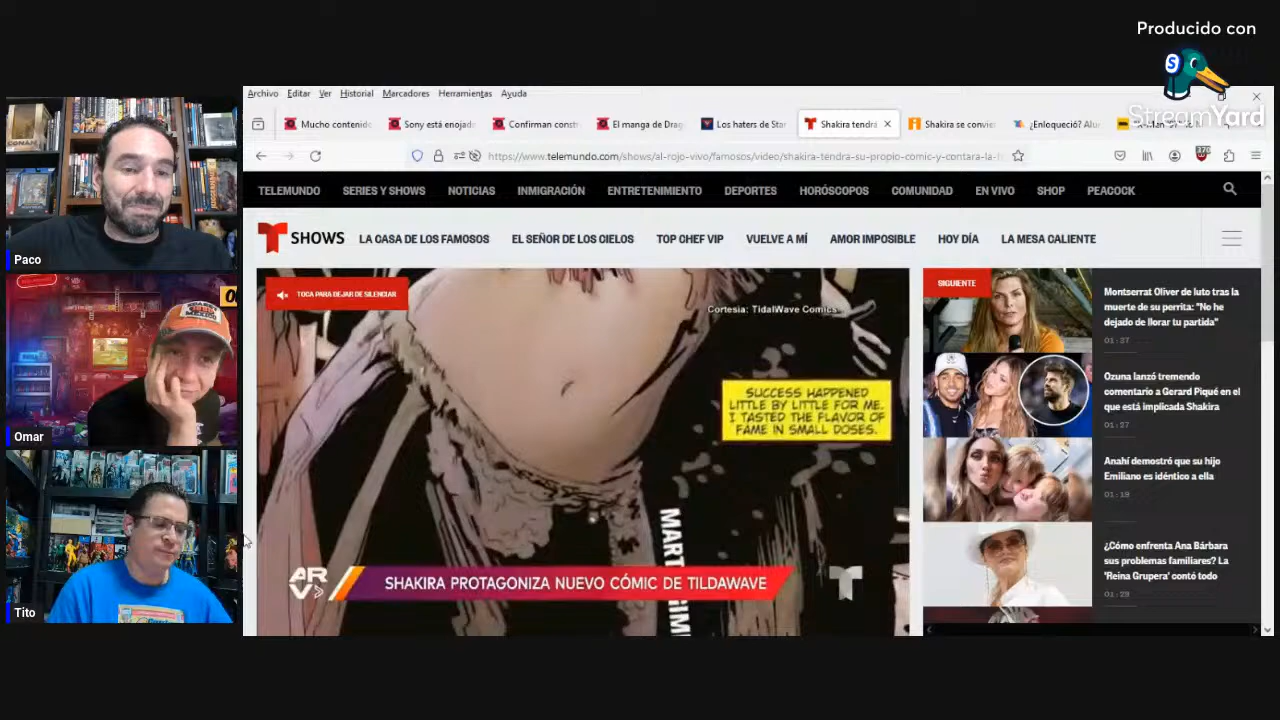 Producido con
StreamYard
Archivo Editar Ver Historial Marcadores Herramientas Ayuda
Mucho contenido
Sony está enojada
Confirman const
El manga de Drag
Los haters de Star
Shakira tendrá
Shakira se convie
¿Enloqueció? Alan
https://www.telemundo.com/shows/al-rojo-vivo/famosos/video/shakira-tendra-su-propio-comic-y-contara-la-h
TELEMUNDO SERIES Y SHOWS NOTICIAS INMIGRACIÓN ENTRETENIMIENTO DEPORTES HORÓSCOPOS COMUNIDAD EN VIVO SHOP PEACOCK
SHOWS LA CASA DE LOS FAMOSOS EL SEÑOR DE LOS CIELOS TOP CHEF VIP VUELVE A MÍ AMOR IMPOSIBLE HOY DÍA LA MESA CALIENTE
TOCA PARA DEJAR DE SILENCIAR
Cortesia: TidalWave Comics
SUCCESS HAPPENED
LITTLE BY LITTLE FOR ME.
I TASTED THE FLAVOR OF
FAME IN SMALL DOSES.
SHAKIRA PROTAGONIZA NUEVO CÓMIC DE TILDAWAVE
SIGUIENTE
Montserrat Oliver de luto tras la
muerte de su perrita: "No he
dejado de llorar tu partida"
01:37
Ozuna lanzó tremendo
comentario a Gerard Piqué en el
que está implicada Shakira
01:37
Anahí demostró que su hijo
Emiliano es idéntico a ella
01:19
¿Cómo enfrenta Ana Bárbara
sus problemas familiares? La
'Reina Grupera' contó todo
01:29
Paco
Omar
Tito